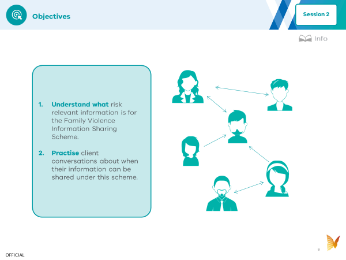 Objectives
Session 2
Info
1. Understand what risk
relevant information is for
the Family Violence
Information Sharing
Scheme.
2. Practise client
conversations about when
their information can be
shared under this scheme.
OFFICIAL